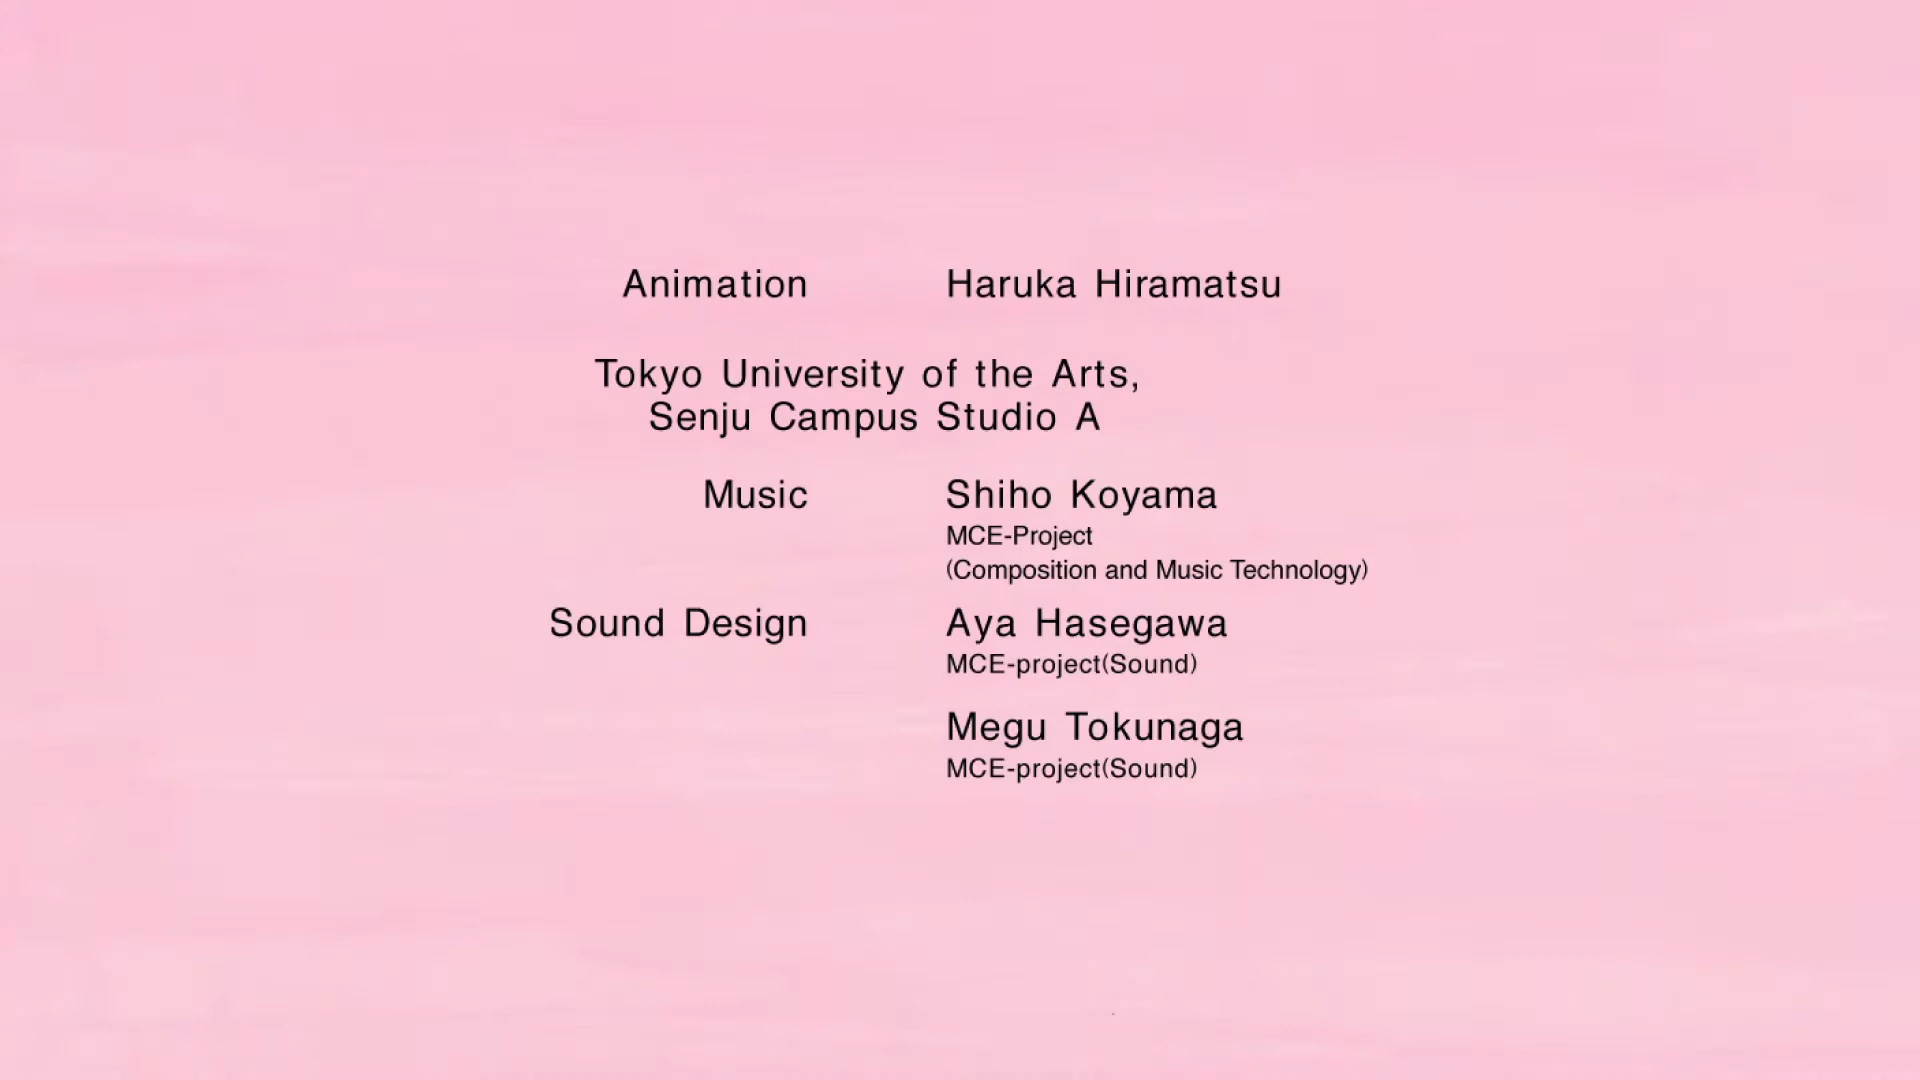 Animation Haruka Hiramatsu
Tokyo University of the Arts,
Senju Campus Studio A
Music Shiho Koyama
MCE-Project
(Composition and Music Technology)
Sound Design Aya Hasegawa
MCE-project(Sound)
Megu Tokunaga
MCE-project(Sound)